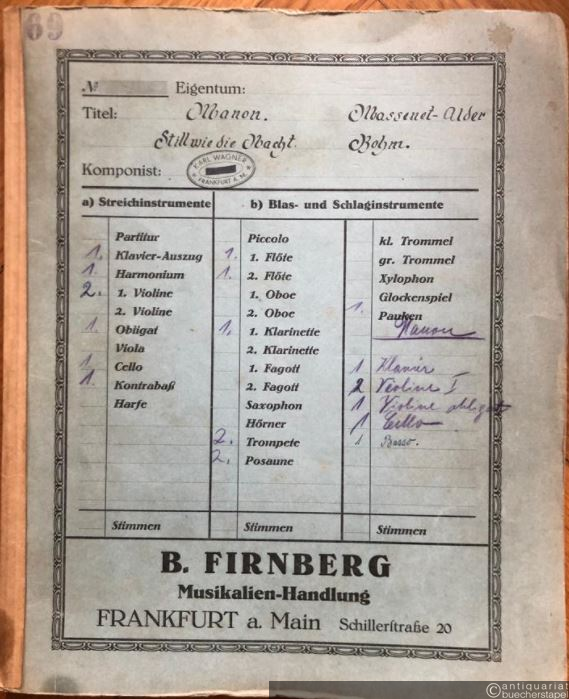 69
№ Eigentum:
Titel: Manon. Massenet-Alder
Still wie die Nacht. Bohm.
Komponist:
KARL WAGNER
FRANKFURT A. M.
a) Streichinstrumente b) Blas- und Schlaginstrumente
Partitur
1. Klavier-Auszug
1. Harmonium
2. 1. Violine
2. Violine
1. Obligat
Viola
1. Cello
1. Kontrabaß
Harfe
Stimmen
Piccolo
1. 1. Flöte
1. 2. Flöte
1. Oboe
2. Oboe
1. 1. Klarinette
2. Klarinette
1. Fagott
2. Fagott
Saxophon
Hörner
2. Trompete
2. Posaune
Stimmen
kl. Trommel
gr. Trommel
Xylophon
Glockenspiel
1. Pauken
Manon
1 Klavier
2 Violine I
1 Violine obligat
1 Cello
1 Basso.
Stimmen
B. FIRNBERG
Musikalien-Handlung
FRANKFURT a. Main Schillerstraße 20
©antiquariat
buecherstapel